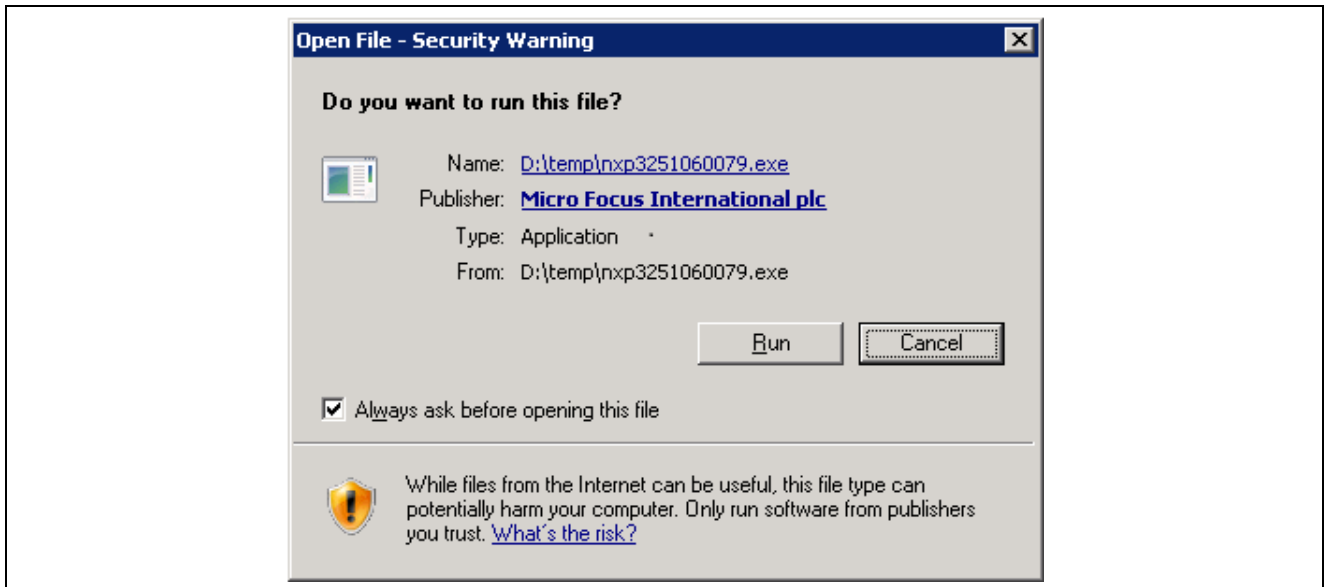 Open File - Security Warning
Do you want to run this file?
Name: D:\temp\nxp3251060079.exe
Publisher: Micro Focus International plc
Type: Application
From: D:\temp\nxp3251060079.exe
Run Cancel
Always ask before opening this file
While files from the Internet can be useful, this file type can
potentially harm your computer. Only run software from publishers
you trust. What's the risk?